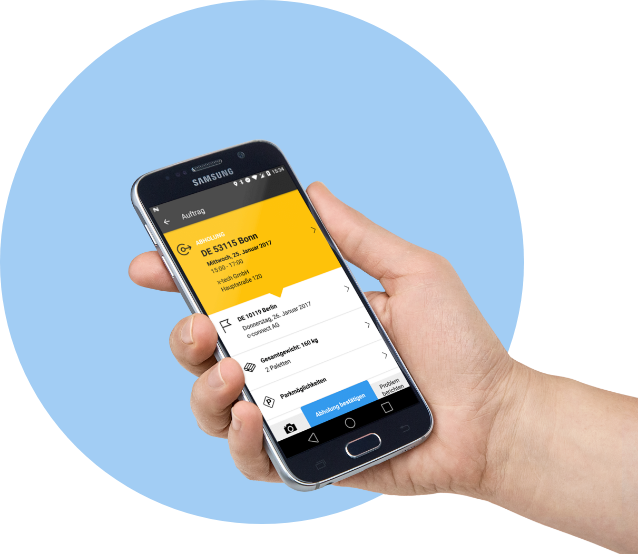 SAMSUNG
N
15:34
Auftrag
ABHOLUNG
DE 53115 Bonn
Mittwoch, 25. Januar 2017
15:00 - 17:00
x-tech GmbH
Hauptstraße 120
DE 10119 Berlin
Donnerstag, 26. Januar 2017
e-connect AG
Gesamtgewicht: 160 kg
2 Paletten
P
Parkmöglichkeiten
Abholung bestätigen
Problem
berichten